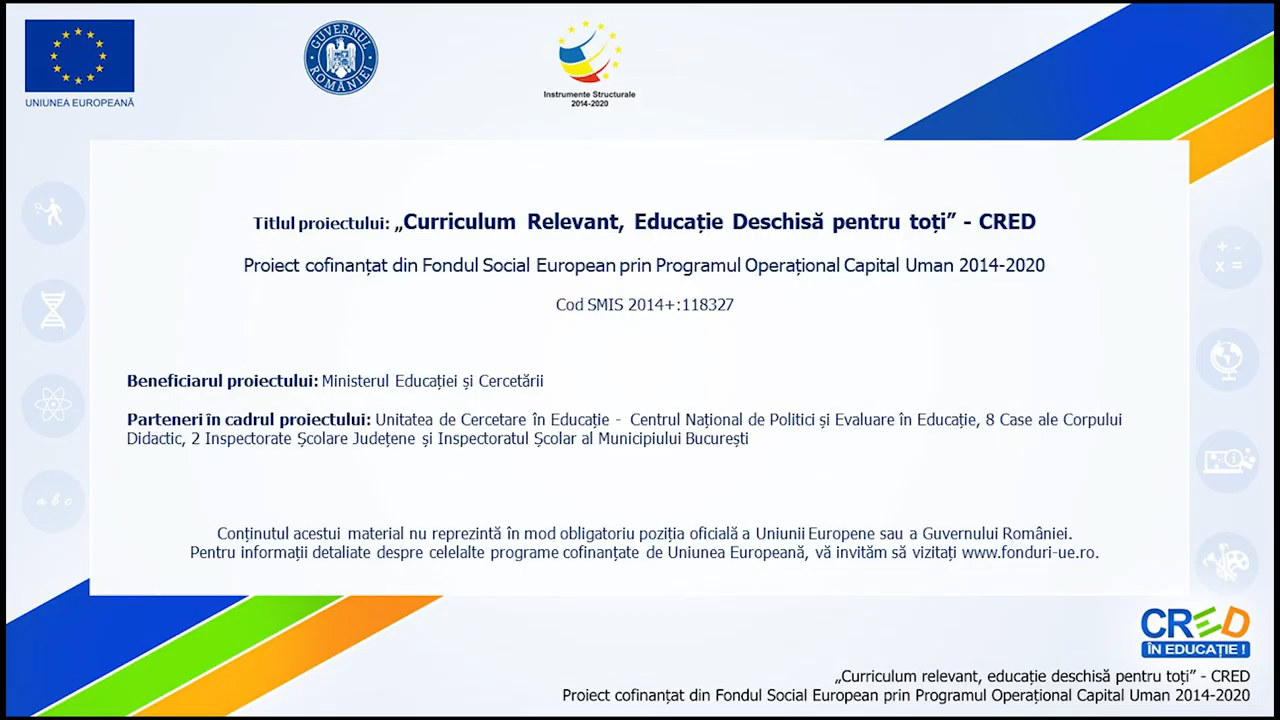 UNIUNEA EUROPEANĂ
GUVERNUL ROMÂNIEI
Instrumente Structurale
2014-2020
Titlul proiectului: „Curriculum Relevant, Educație Deschisă pentru toți” - CRED
Proiect cofinanțat din Fondul Social European prin Programul Operațional Capital Uman 2014-2020
Cod SMIS 2014+:118327
Beneficiarul proiectului: Ministerul Educației și Cercetării
Parteneri în cadrul proiectului: Unitatea de Cercetare în Educație - Centrul Național de Politici și Evaluare în Educație, 8 Case ale Corpului
Didactic, 2 Inspectorate Școlare Județene și Inspectoratul Școlar al Municipiului București
a b c
Conținutul acestui material nu reprezintă în mod obligatoriu poziția oficială a Uniunii Europene sau a Guvernului României.
Pentru informații detaliate despre celelalte programe cofinanțate de Uniunea Europeană, vă invităm să vizitați www.fonduri-ue.ro.
CRED
ÎN EDUCAȚIE !
„Curriculum relevant, educație deschisă pentru toți” - CRED
Proiect cofinanțat din Fondul Social European prin Programul Operațional Capital Uman 2014-2020